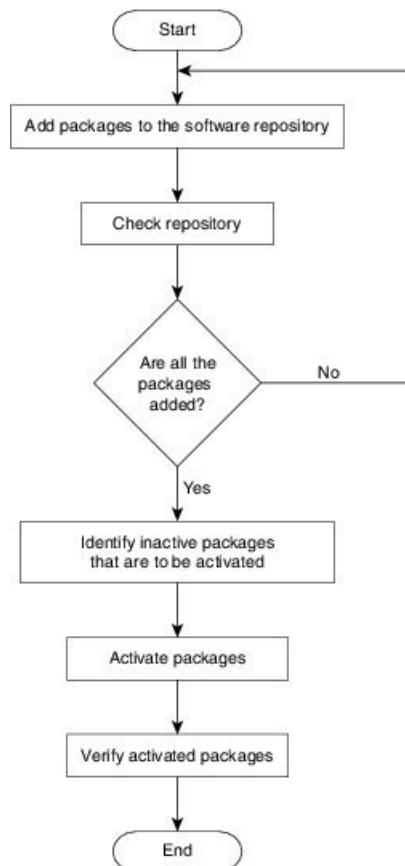 Start
Add packages to the software repository
Check repository
Are all the
packages
added?
No
Yes
Identify inactive packages
that are to be activated
Activate packages
Verify activated packages
End